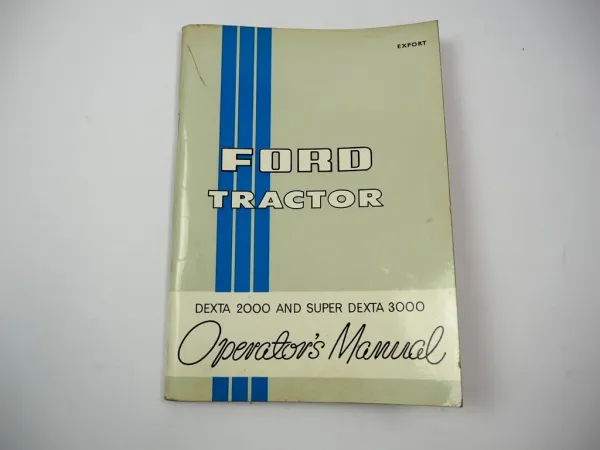 EXPORT
FORD
TRACTOR
DEXTA 2000 AND SUPER DEXTA 3000
Operator's Manual